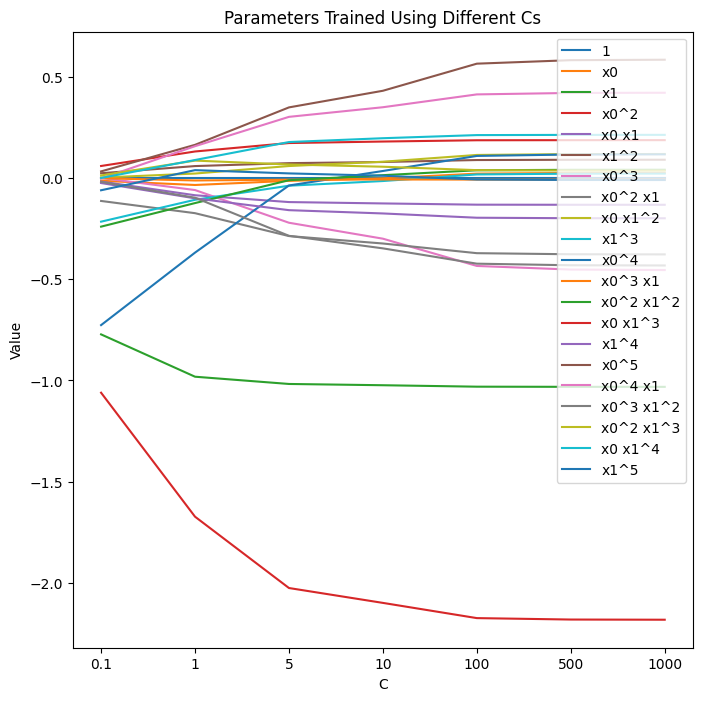 Parameters Trained Using Different Cs
1
x0
x1
x0^2
x0 x1
x1^2
x0^3
x0^2 x1
x0 x1^2
x1^3
x0^4
x0^3 x1
x0^2 x1^2
x0 x1^3
x1^4
x0^5
x0^4 x1
x0^3 x1^2
x0^2 x1^3
x0 x1^4
x1^5
Value
0.5
0.0
−0.5
−1.0
−1.5
−2.0
0.1 1 5 10 100 500 1000
C